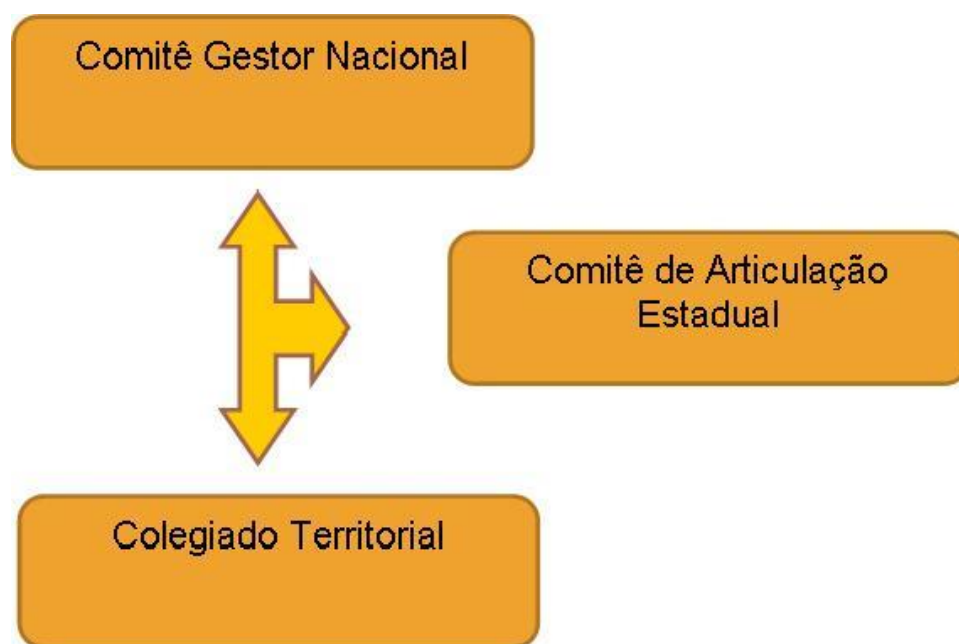 Comitê Gestor Nacional
Comitê de Articulação
Estadual
Colegiado Territorial